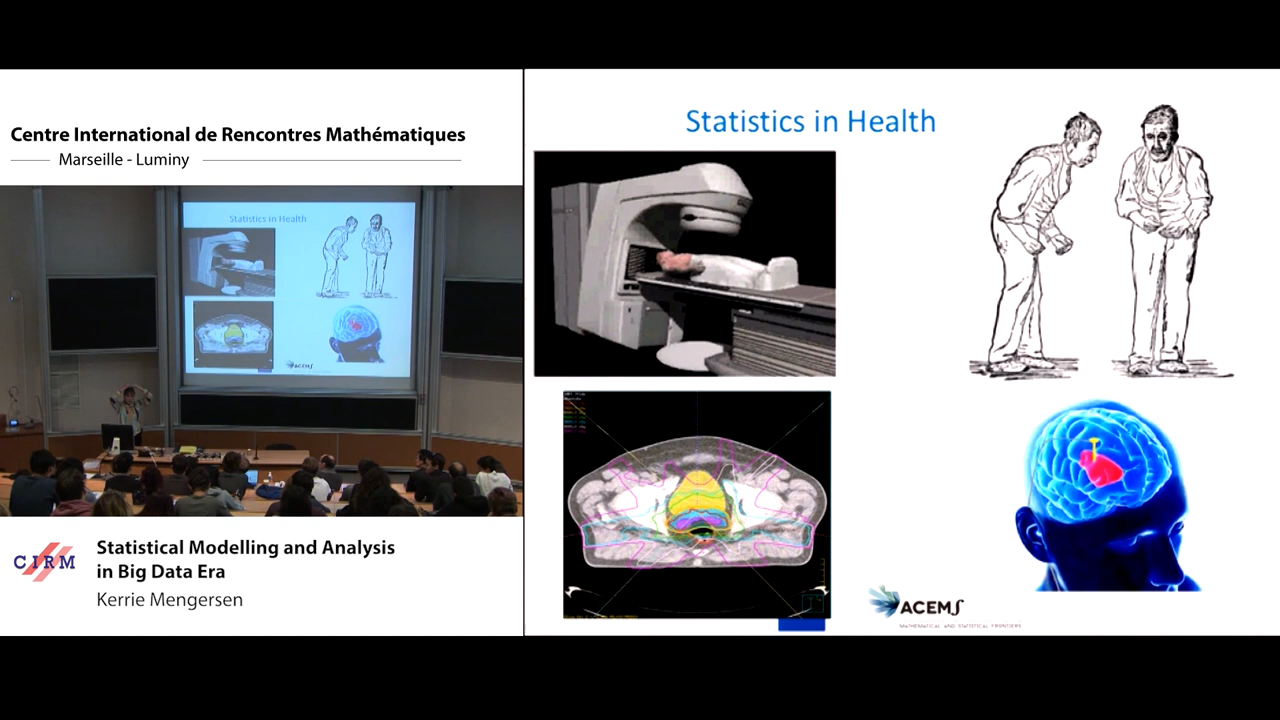 Centre International de Rencontres Mathématiques
Marseille - Luminy
Statistics in Health
CIRM
Statistical Modelling and Analysis
in Big Data Era
Kerrie Mengersen
Statistics in Health
ACEMS
MATHEMATICAL AND STATISTICAL FRONTIERS